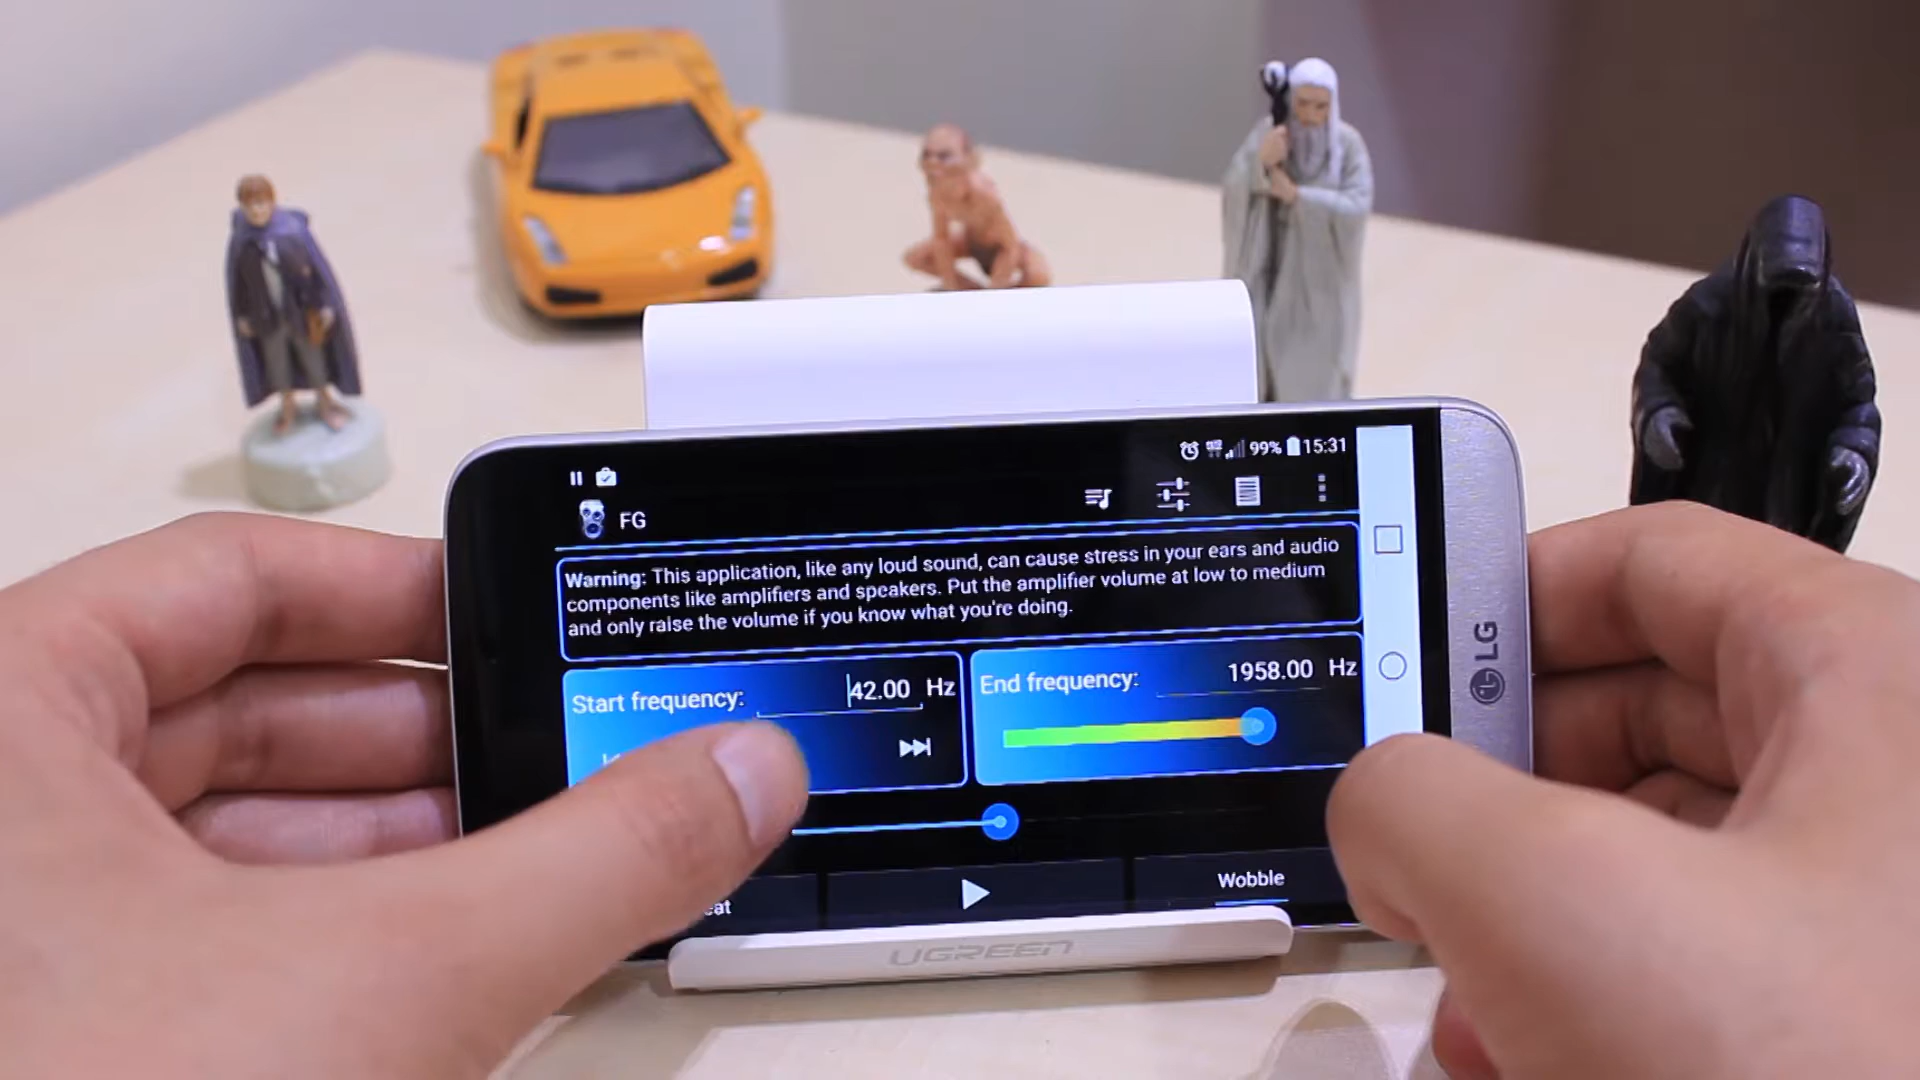 99% 15:31
FG
Warning: This application, like any loud sound, can cause stress in your ears and audio
components like amplifiers and speakers. Put the amplifier volume at low to medium
and only raise the volume if you know what you're doing.
Start frequency: 42.00 Hz
End frequency: 1958.00 Hz
Wobble
LG
UGREEN